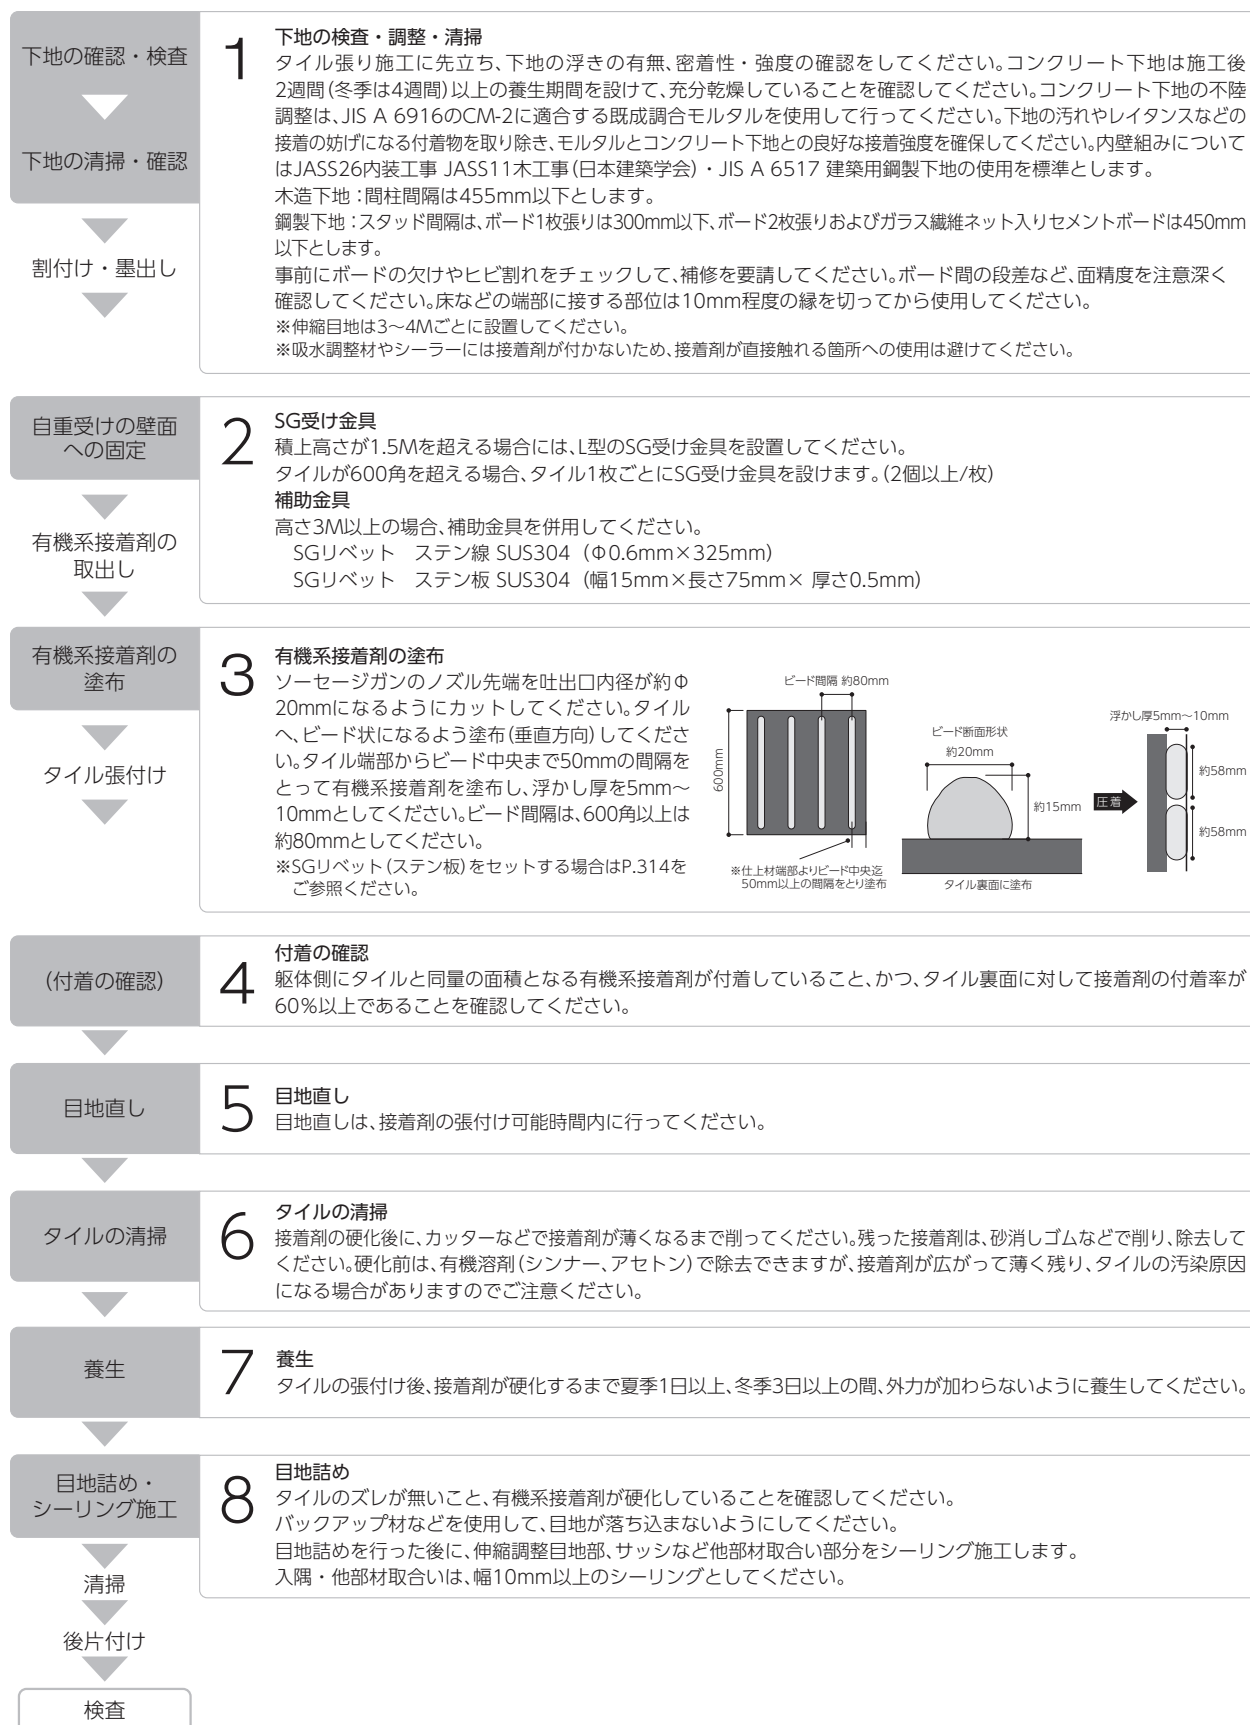 下地の確認・検査
下地の清掃・確認
割付け・墨出し
1
下地の検査・調整・清掃
タイル張り施工に先立ち、下地の浮きの有無、密着性・強度の確認をしてください。コンクリート下地は施工後
2週間(冬季は4週間)以上の養生期間を設けて、充分乾燥していることを確認してください。コンクリート下地の不陸
調整は、JIS A 6916のCM-2に適合する既成調合モルタルを使用して行ってください。下地の汚れやレイタンスなどの
接着の妨げになる付着物を取り除き、モルタルとコンクリート下地との良好な接着強度を確保してください。内壁組みについて
はJASS26内装工事 JASS11木工事(日本建築学会)・JIS A 6517 建築用鋼製下地の使用を標準とします。
木造下地:間柱間隔は455mm以下とします。
鋼製下地:スタッド間隔は、ボード1枚張りは300mm以下、ボード2枚張りおよびガラス繊維ネット入りセメントボードは450mm
以下とします。
事前にボードの欠けやヒビ割れをチェックして、補修を要請してください。ボード間の段差など、面精度を注意深く
確認してください。床などの端部に接する部位は10mm程度の縁を切ってから使用してください。
※伸縮目地は3〜4Mごとに設置してください。
※吸水調整材やシーラーには接着剤が付かないため、接着剤が直接触れる箇所への使用は避けてください。
自重受けの壁面
への固定
有機系接着剤の
取出し
2
SG受け金具
積上高さが1.5Mを超える場合には、L型のSG受け金具を設置してください。
タイルが600角を超える場合、タイル1枚ごとにSG受け金具を設けます。(2個以上/枚)
補助金具
高さ3M以上の場合、補助金具を併用してください。
SGリベット ステン線 SUS304(Φ0.6mm×325mm)
SGリベット ステン板 SUS304(幅15mm×長さ75mm× 厚さ0.5mm)
有機系接着剤の
塗布
タイル張付け
3
有機系接着剤の塗布
ソーセージガンのノズル先端を吐出口内径が約Φ
20mmになるようにカットしてください。タイル
へ、ビード状になるよう塗布(垂直方向)してくださ
い。タイル端部からビード中央まで50mmの間隔を
とって有機系接着剤を塗布し、浮かし厚を5mm〜
10mmとしてください。ビード間隔は、600角以上は
約80mmとしてください。
※SGリベット(ステン板)をセットする場合はP.314を
ご参照ください。
ビード間隔 約80mm
600mm
※仕上材端部よりビード中央迄
50mm以上の間隔をとり塗布
ビード断面形状
約20mm
約15mm
タイル裏面に塗布
圧着
浮かし厚5mm〜10mm
約58mm
約58mm
(付着の確認)
4
付着の確認
躯体側にタイルと同量の面積となる有機系接着剤が付着していること、かつ、タイル裏面に対して接着剤の付着率が
60%以上であることを確認してください。
目地直し
5
目地直し
目地直しは、接着剤の張付け可能時間内に行ってください。
タイルの清掃
6
タイルの清掃
接着剤の硬化後に、カッターなどで接着剤が薄くなるまで削ってください。残った接着剤は、砂消しゴムなどで削り、除去して
ください。硬化前は、有機溶剤(シンナー、アセトン)で除去できますが、接着剤が広がって薄く残り、タイルの汚染原因
になる場合がありますのでご注意ください。
養生
7
養生
タイルの張付け後、接着剤が硬化するまで夏季1日以上、冬季3日以上の間、外力が加わらないように養生してください。
目地詰め・
シーリング施工
清掃
後片付け
検査
8
目地詰め
タイルのズレが無いこと、有機系接着剤が硬化していることを確認してください。
バックアップ材などを使用して、目地が落ち込まないようにしてください。
目地詰めを行った後に、伸縮調整目地部、サッシなど他部材取合い部分をシーリング施工します。
入隅・他部材取合いは、幅10mm以上のシーリングとしてください。